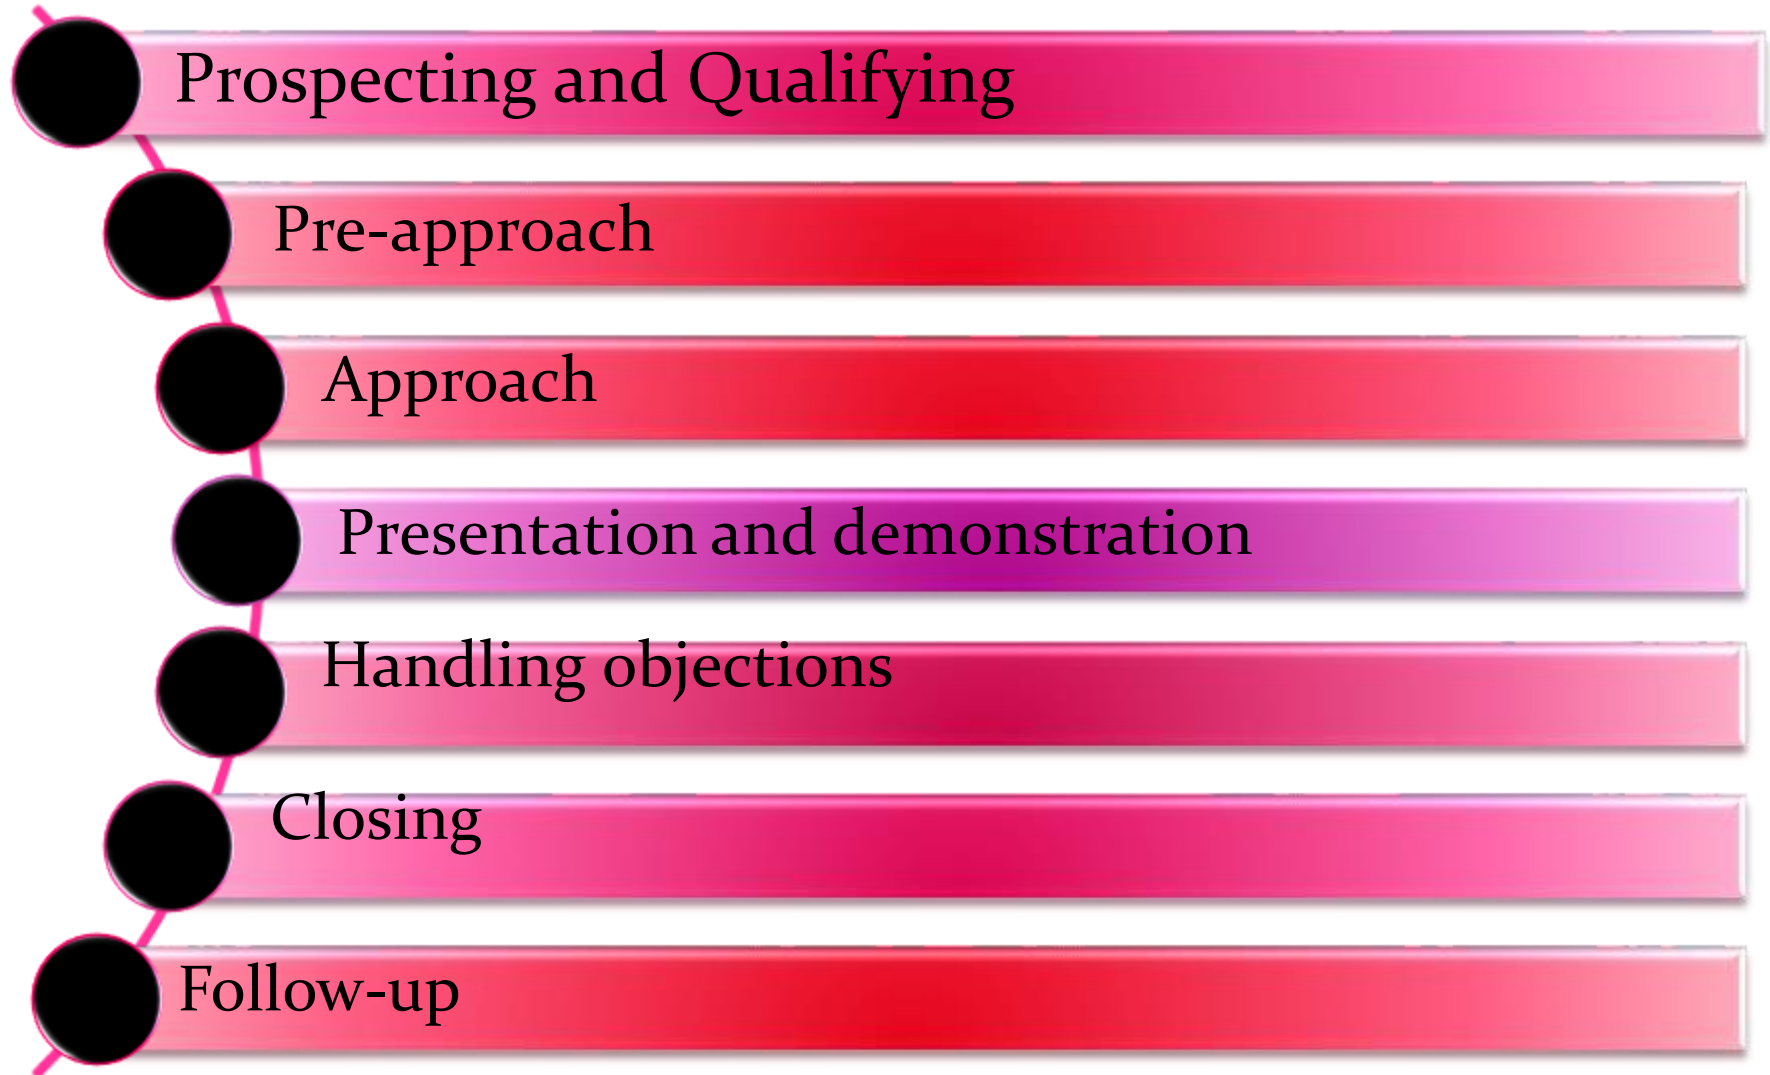 Prospecting and Qualifying
Pre-approach
Approach
Presentation and demonstration
Handling objections
Closing
Follow-up